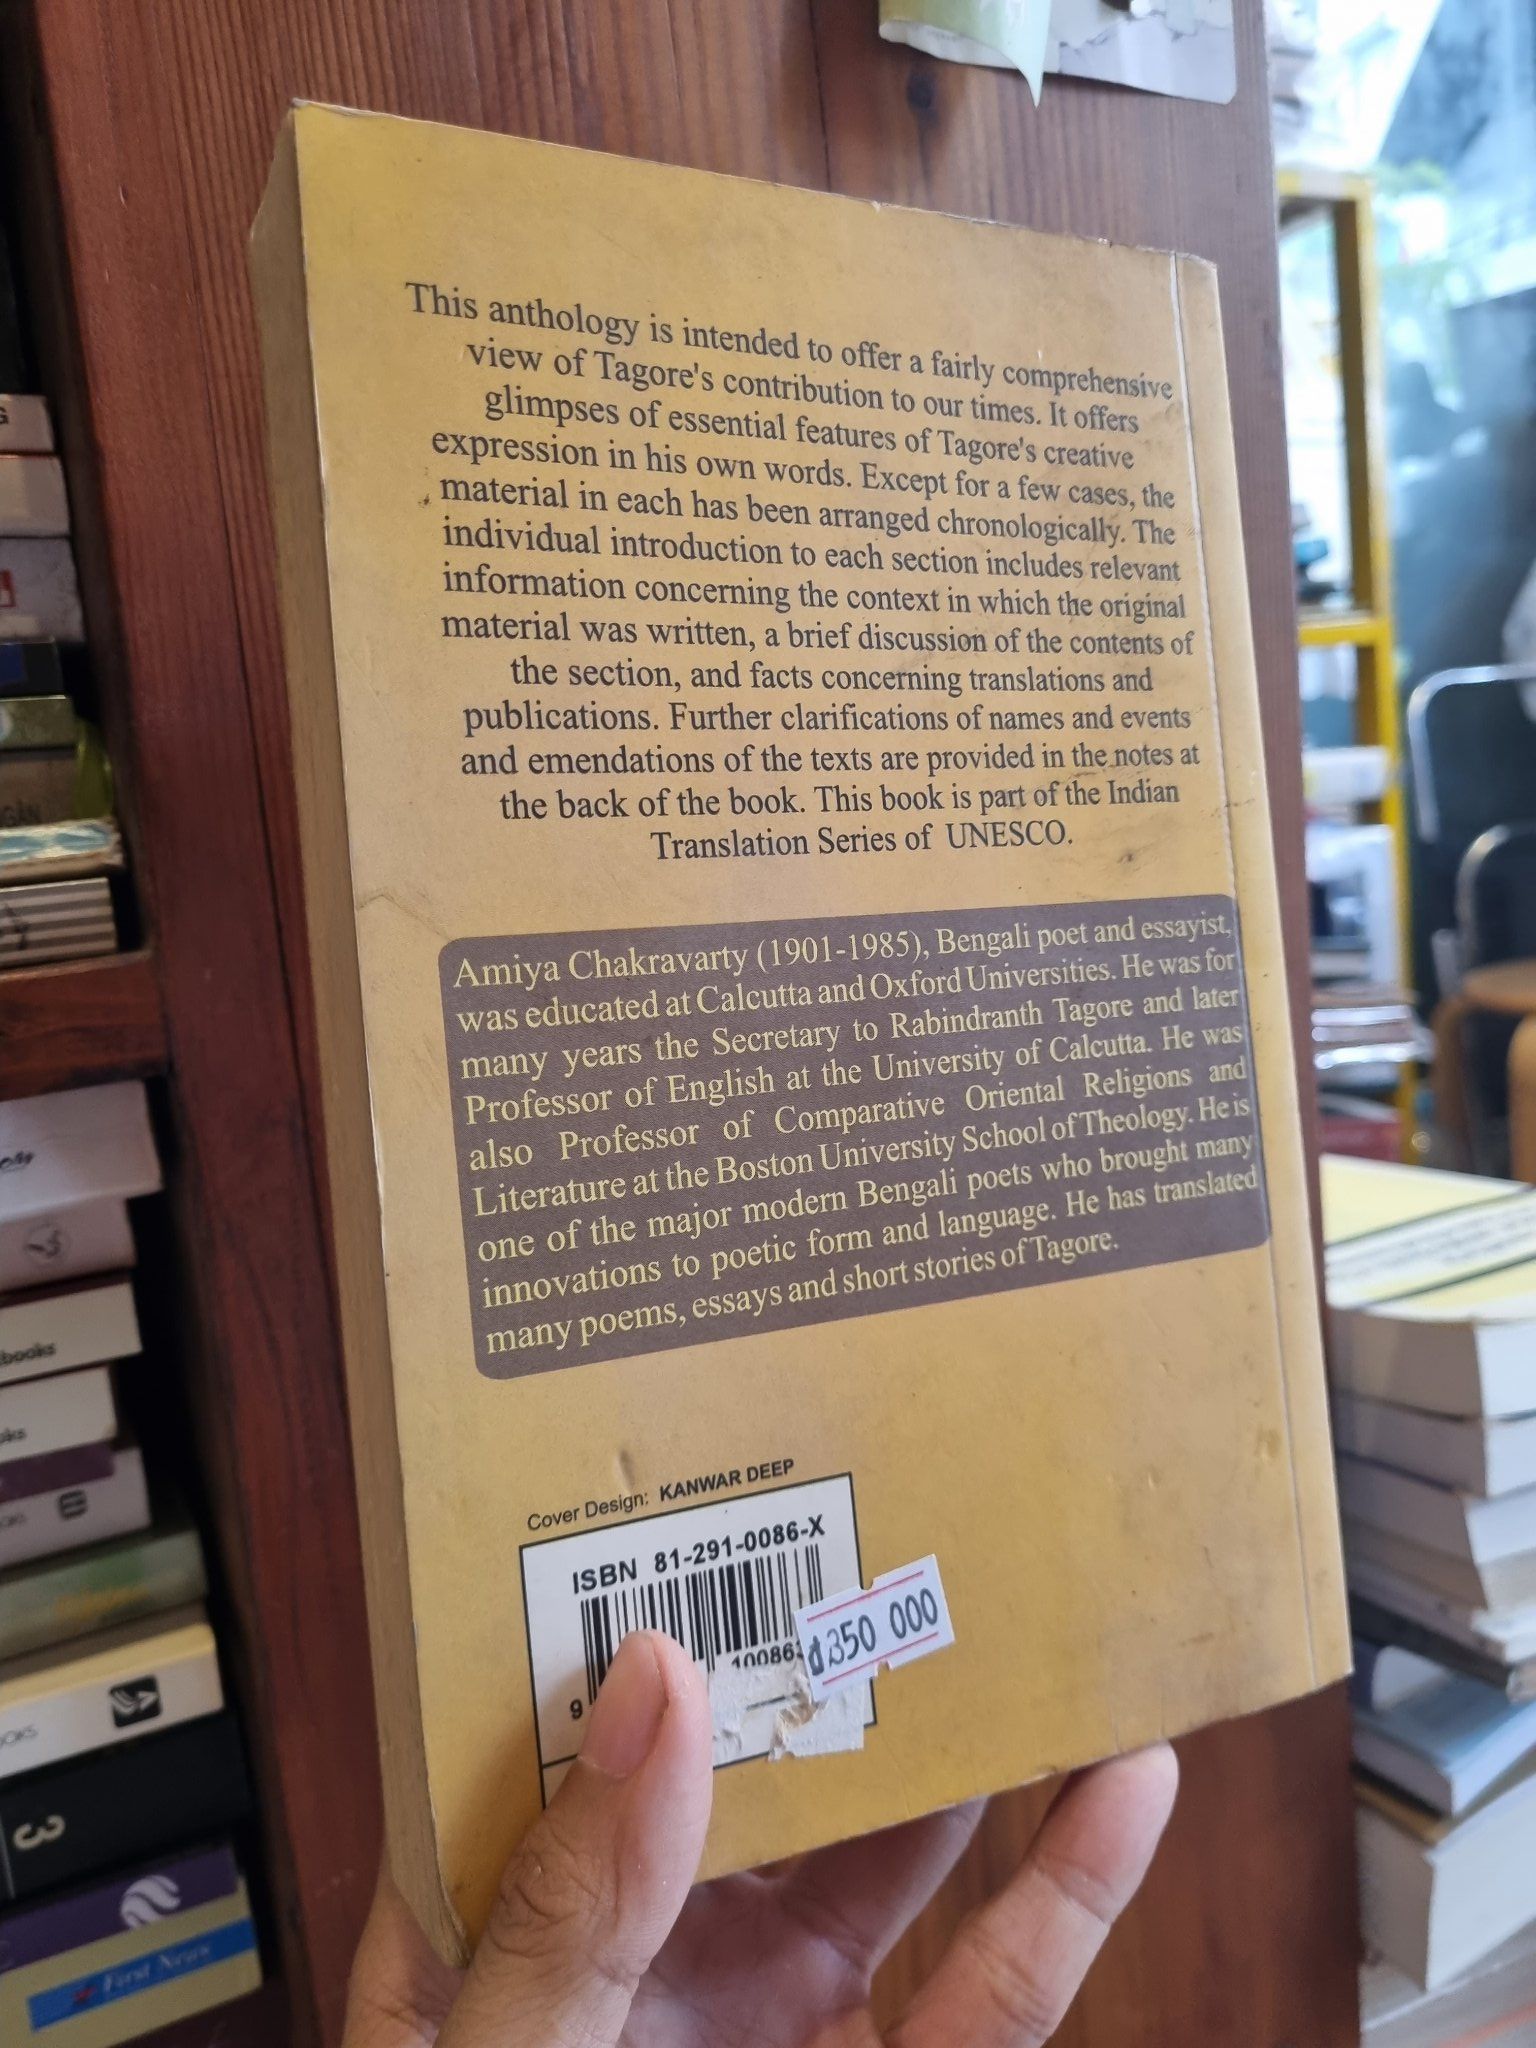 This anthology is intended to offer a fairly comprehensive
view of Tagore's contribution to our times. It offers
glimpses of essential features of Tagore's creative
expression in his own words. Except for a few cases, the
material in each has been arranged chronologically. The
individual introduction to each section includes relevant
information concerning the context in which the original
material was written, a brief discussion of the contents of
the section, and facts concerning translations and
publications. Further clarifications of names and events
and emendations of the texts are provided in the notes at
the back of the book. This book is part of the Indian
Translation Series of UNESCO.
Amiya Chakravarty (1901-1985), Bengali poet and essayist,
was educated at Calcutta and Oxford Universities. He was for
many years the Secretary to Rabindranth Tagore and later
Professor of English at the University of Calcutta. He was
also Professor of Comparative Oriental Religions and
Literature at the Boston University School of Theology. He is
one of the major modern Bengali poets who brought many
innovations to poetic form and language. He has translated
many poems, essays and short stories of Tagore.
Cover Design: KANWAR DEEP
ISBN 81-291-0086-X
9 10086
đ350 000
3
First News